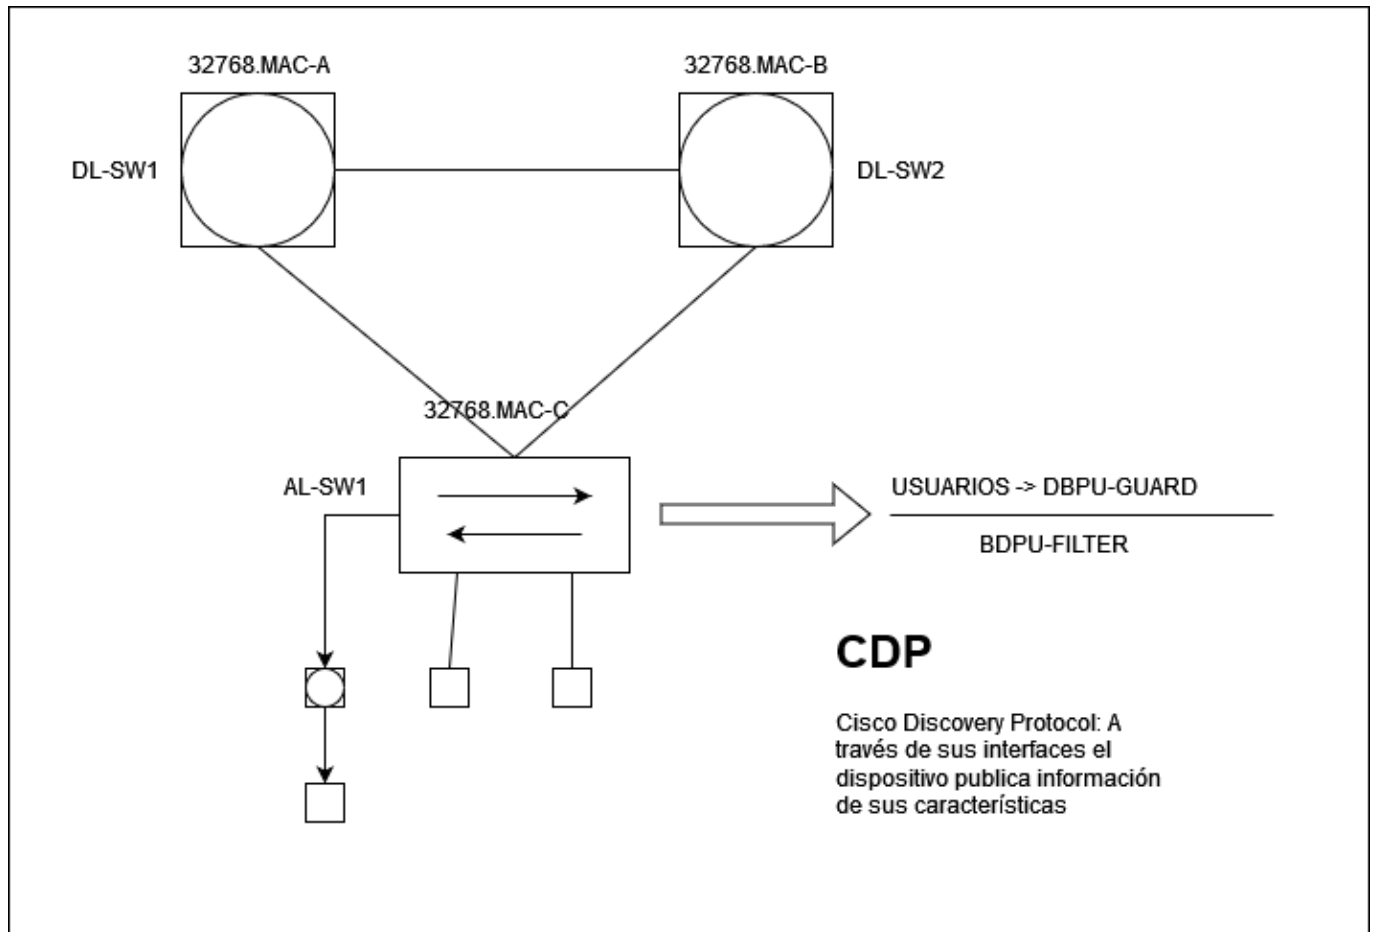 32768.MAC-A
32768.MAC-B
DL-SW1
DL-SW2
32768.MAC-C
AL-SW1
USUARIOS -> DBPU-GUARD
BDPU-FILTER
CDP
Cisco Discovery Protocol: A
través de sus interfaces el
dispositivo publica información
de sus características